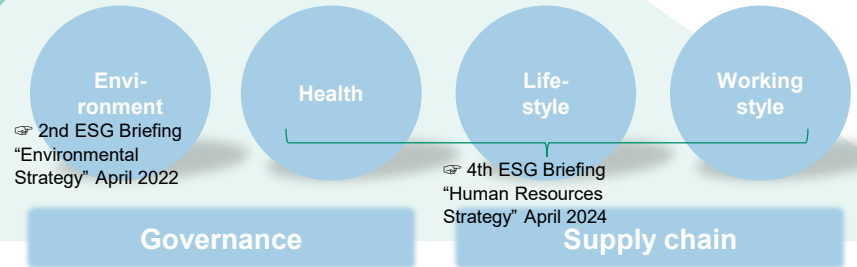 Envi-
ronment
Health
Life-
style
Working
style
☞ 2nd ESG Briefing
“Environmental
Strategy” April 2022
☞ 4th ESG Briefing
“Human Resources
Strategy” April 2024
Governance
Supply chain